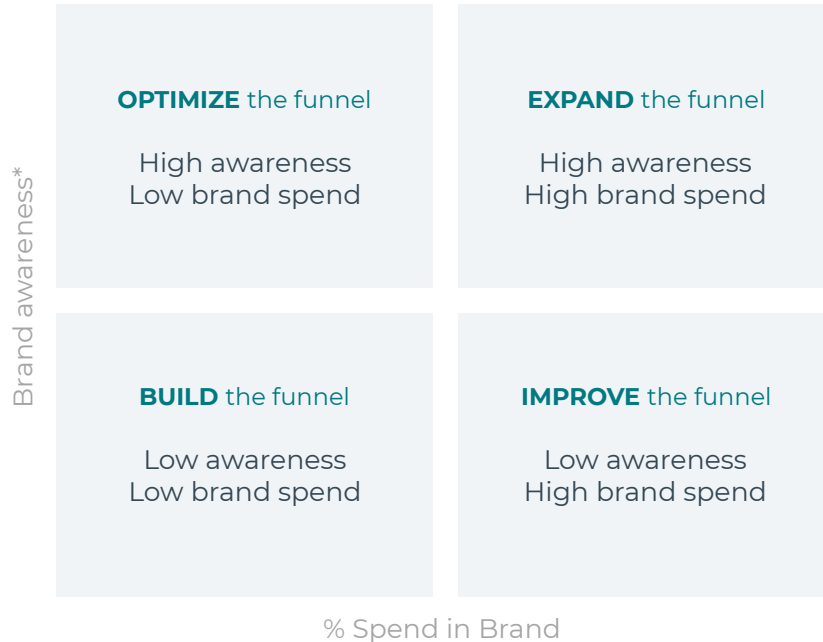 OPTIMIZE the funnel
High awareness
Low brand spend
EXPAND the funnel
High awareness
High brand spend
Brand awareness*
BUILD the funnel
Low awareness
Low brand spend
IMPROVE the funnel
Low awareness
High brand spend
% Spend in Brand